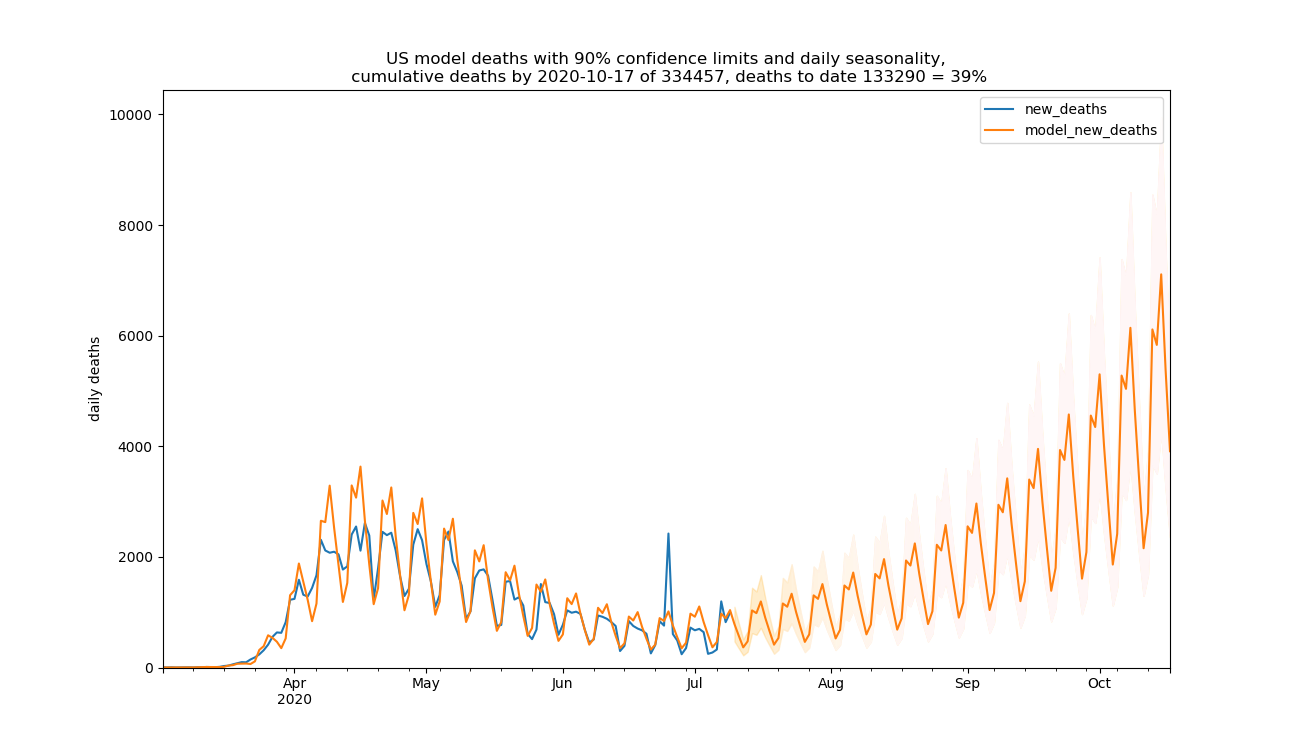 US model deaths with 90% confidence limits and daily seasonality,
cumulative deaths by 2020-10-17 of 334457, deaths to date 133290 = 39%
new_deaths
model_new_deaths
daily deaths
10000
8000
6000
4000
2000
0
Apr
2020
May
Jun
Jul
Aug
Sep
Oct